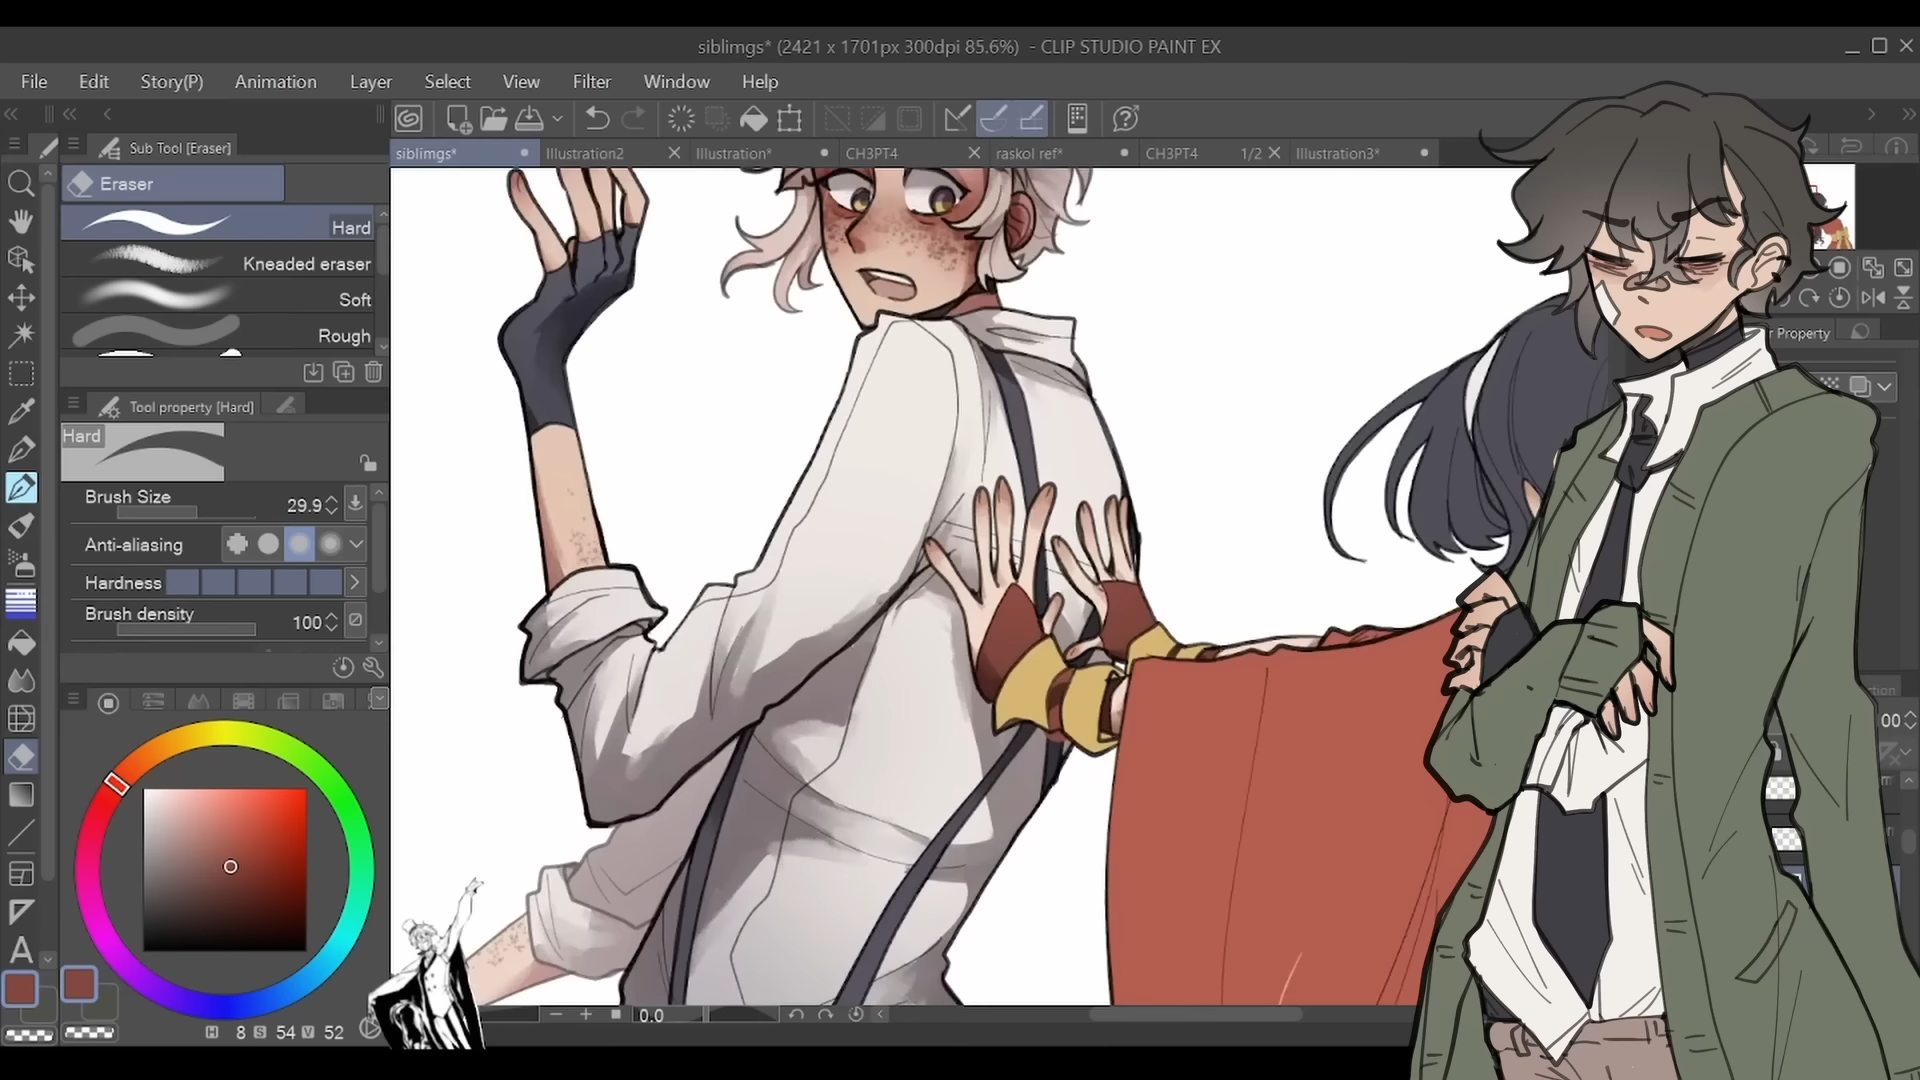 siblimgs* (2421 x 1701px 300dpi 85.6%) - CLIP STUDIO PAINT EX
File Edit Story(P) Animation Layer Select View Filter Window Help
Sub Tool [Eraser]
siblimgs* Illustration2 Illustration* CH3PT4 raskol ref* CH3PT4 1/2 Illustration3*
Eraser
Hard
Kneaded eraser
Soft
Rough
Property
Tool property [Hard]
Hard
Brush Size 29.9
Anti-aliasing
Hardness
Brush density 100
00
A
0.0
H 8 S 54 V 52